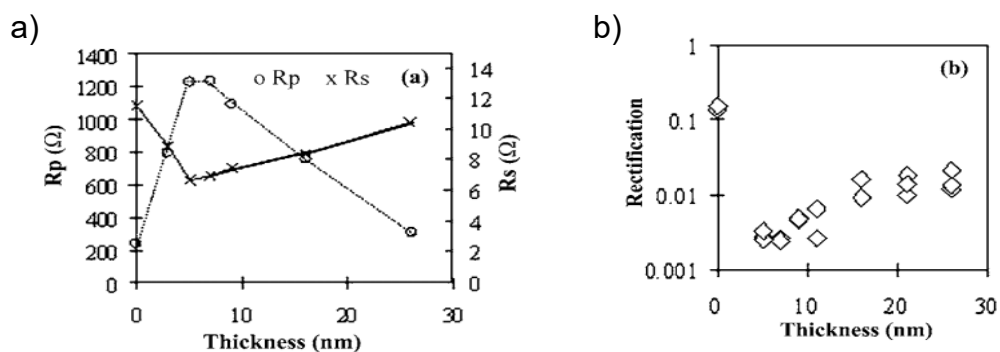 a)
1400
1200
1000
800
600
400
200
0
Rp (Ω)
o Rp x Rs (a)
14
12
10
8
6
4
2
0
Rs (Ω)
0 10 20 30
Thickness (nm)
b)
1
0.1
0.01
0.001
Rectification
(b)
0 10 20 30
Thickness (nm)